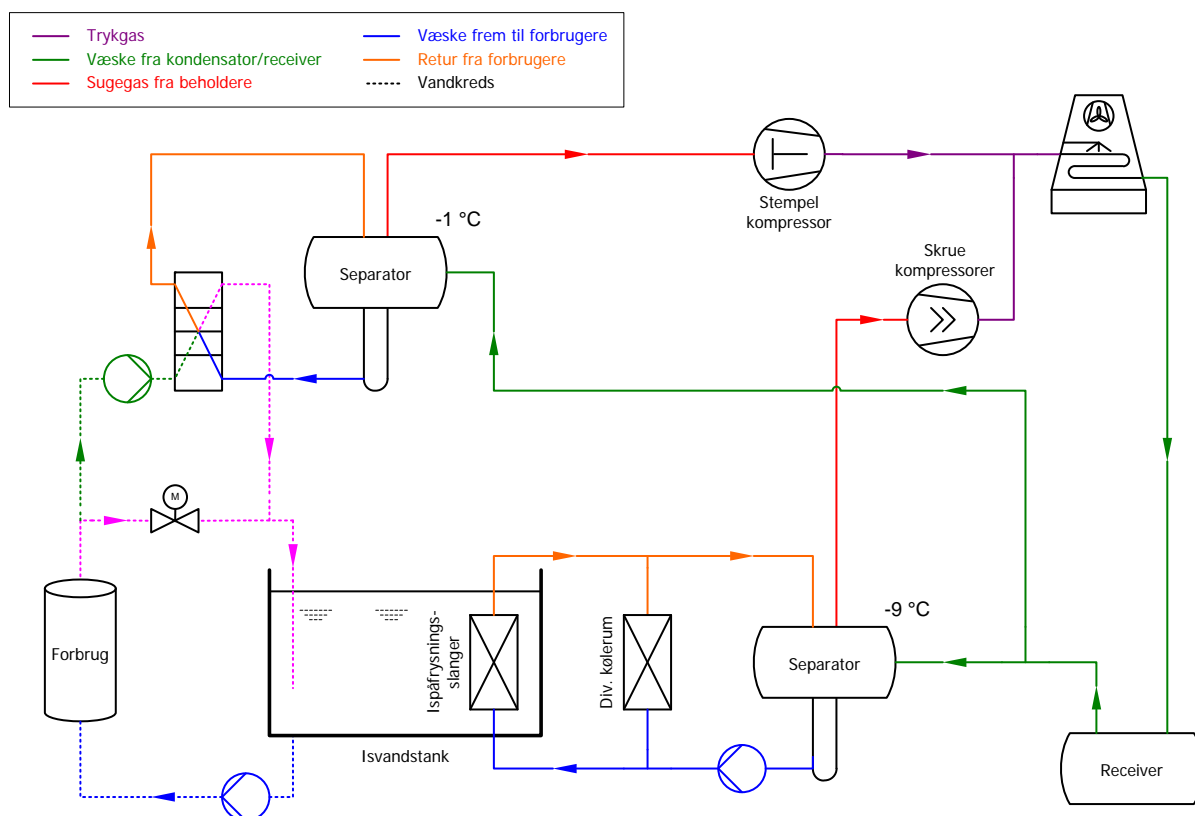 Trykgas
Væske fra kondensator/receiver
Sugegas fra beholdere
Væske frem til forbrugere
Retur fra forbrugere
Vandkreds
Stempel
kompressor
-1 °C
Separator
Skrue
kompressorer
M
Forbrug
Ispåfrysnings-
slanger
Div. kølerum
-9 °C
Separator
Isvandstank
Receiver